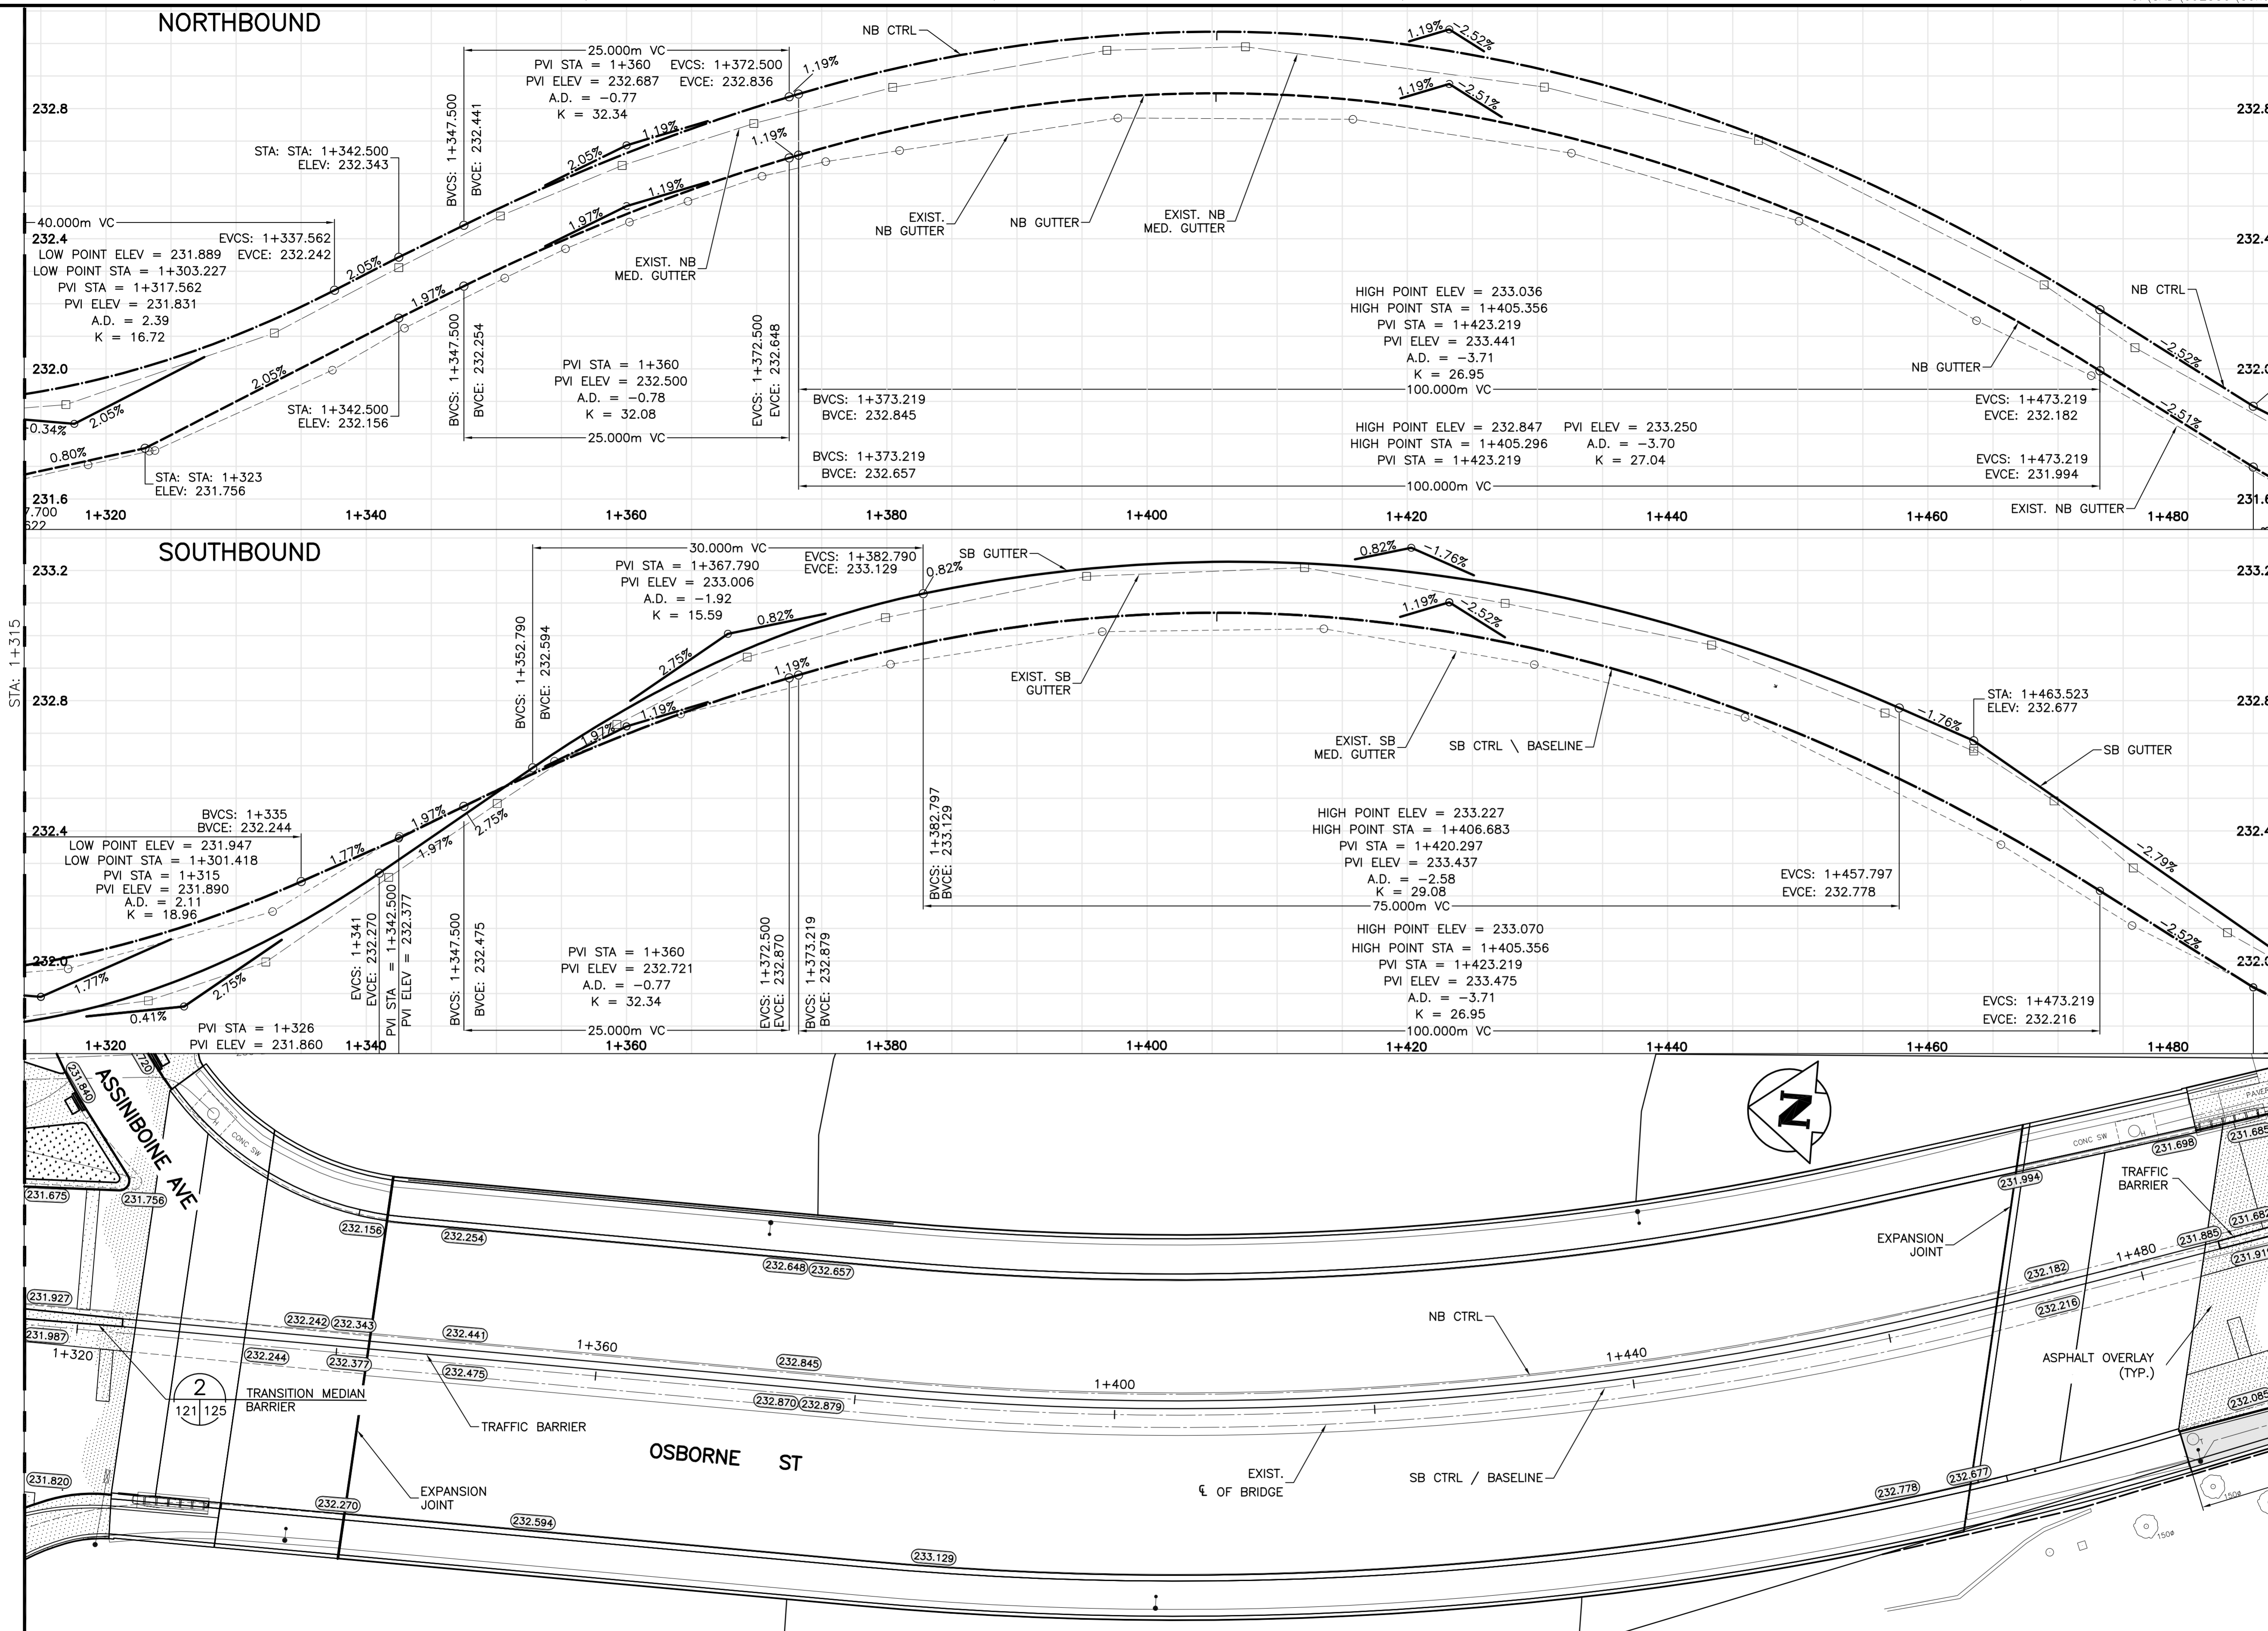 NORTHBOUND
NB CTRL
1.19%
-2.52%
25.000m VC
PVI STA = 1+360 EVCS: 1+372.500
PVI ELEV = 232.687 EVCE: 232.836
A.D. = -0.77
K = 32.34
1.19%
232.8
232.8
BVCS: 1+347.500
BVCE: 232.441
1.19%
-2.51%
2.05%
1.19%
1.19%
STA: STA: 1+342.500
ELEV: 232.343
1.97%
1.19%
EXIST.
NB GUTTER
NB GUTTER
EXIST. NB
MED. GUTTER
40.000m VC
EVCS: 1+337.562
232.4
232.4
LOW POINT ELEV = 231.889 EVCE: 232.242
LOW POINT STA = 1+303.227
PVI STA = 1+317.562
PVI ELEV = 231.831
A.D. = 2.39
K = 16.72
2.05%
1.97%
EXIST. NB
MED. GUTTER
HIGH POINT ELEV = 233.036
HIGH POINT STA = 1+405.356
PVI STA = 1+423.219
PVI ELEV = 233.441
A.D. = -3.71
K = 26.95
100.000m VC
NB CTRL
-2.52%
NB GUTTER
232.0
232.0
BVCS: 1+347.500
BVCE: 232.254
PVI STA = 1+360
PVI ELEV = 232.500
A.D. = -0.78
K = 32.08
25.000m VC
EVCS: 1+372.500
EVCE: 232.648
BVCS: 1+373.219
BVCE: 232.845
EVCS: 1+473.219
EVCE: 232.182
2.05%
2.05%
-0.34%
0.80%
STA: 1+342.500
ELEV: 232.156
HIGH POINT ELEV = 232.847 PVI ELEV = 233.250
HIGH POINT STA = 1+405.296 A.D. = -3.70
PVI STA = 1+423.219 K = 27.04
100.000m VC
BVCS: 1+373.219
BVCE: 232.657
EVCS: 1+473.219
EVCE: 231.994
-2.51%
STA: STA: 1+323
ELEV: 231.756
EXIST. NB GUTTER
231.6
231.6
7.700
622
1+320 1+340 1+360 1+380 1+400 1+420 1+440 1+460 1+480
SOUTHBOUND
30.000m VC
PVI STA = 1+367.790
PVI ELEV = 233.006
A.D. = -1.92
K = 15.59
EVCS: 1+382.790
EVCE: 233.129
0.82%
SB GUTTER
0.82%
-1.76%
233.2
233.2
STA: 1+315
BVCS: 1+352.790
BVCE: 232.594
0.82%
2.75%
1.19%
-2.52%
1.19%
EXIST. SB
GUTTER
232.8
232.8
1.19%
1.97%
EXIST. SB
MED. GUTTER
SB CTRL \ BASELINE
STA: 1+463.523
ELEV: 232.677
-1.76%
SB GUTTER
BVCS: 1+335
BVCE: 232.244
232.4
232.4
LOW POINT ELEV = 231.947
LOW POINT STA = 1+301.418
PVI STA = 1+315
PVI ELEV = 231.890
A.D. = 2.11
K = 18.96
1.77%
1.97%
1.97%
2.75%
BVCS: 1+382.797
BVCE: 233.129
HIGH POINT ELEV = 233.227
HIGH POINT STA = 1+406.683
PVI STA = 1+420.297
PVI ELEV = 233.437
A.D. = -2.58
K = 29.08
75.000m VC
EVCS: 1+457.797
EVCE: 232.778
-2.79%
-2.52%
232.0
232.0
1.77%
2.75%
0.41%
PVI STA = 1+326
PVI ELEV = 231.860
EVCS: 1+341
EVCE: 232.270
PVI STA = 1+342.500
PVI ELEV = 232.377
BVCS: 1+347.500
BVCE: 232.475
PVI STA = 1+360
PVI ELEV = 232.721
A.D. = -0.77
K = 32.34
25.000m VC
EVCS: 1+372.500
EVCE: 232.870
BVCS: 1+373.219
BVCE: 232.879
HIGH POINT ELEV = 233.070
HIGH POINT STA = 1+405.356
PVI STA = 1+423.219
PVI ELEV = 233.475
A.D. = -3.71
K = 26.95
100.000m VC
EVCS: 1+473.219
EVCE: 232.216
1+320 1+340 1+360 1+380 1+400 1+420 1+440 1+460 1+480
ASSINIBOINE AVE
231.840
CONC SW
H
N
CONC SW
H
231.698
231.685
TRAFFIC
BARRIER
231.675
231.756
232.156
232.254
232.648
232.657
231.994
EXPANSION
JOINT
231.885
1+480
232.182
232.216
231.927
231.987
1+320
232.242
232.343
232.441
1+360
232.845
NB CTRL
1+440
232.244
232.377
232.475
1+400
232.870
232.879
ASPHALT OVERLAY
(TYP.)
2
121 125
TRANSITION MEDIAN
BARRIER
TRAFFIC BARRIER
OSBORNE ST
EXIST.
℄ OF BRIDGE
SB CTRL / BASELINE
232.085
231.820
EXPANSION
JOINT
232.270
232.594
233.129
232.778
232.677
150ø
150ø